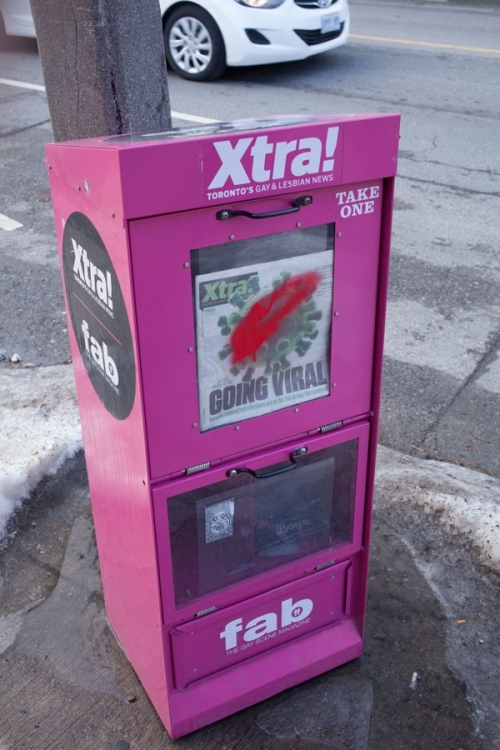 Xtra!
TORONTO'S GAY & LESBIAN NEWS
TAKE
ONE
Xtra!
GOING VIRAL
Xtra!
fab
fab
THE GAY SCENE MAGAZINE